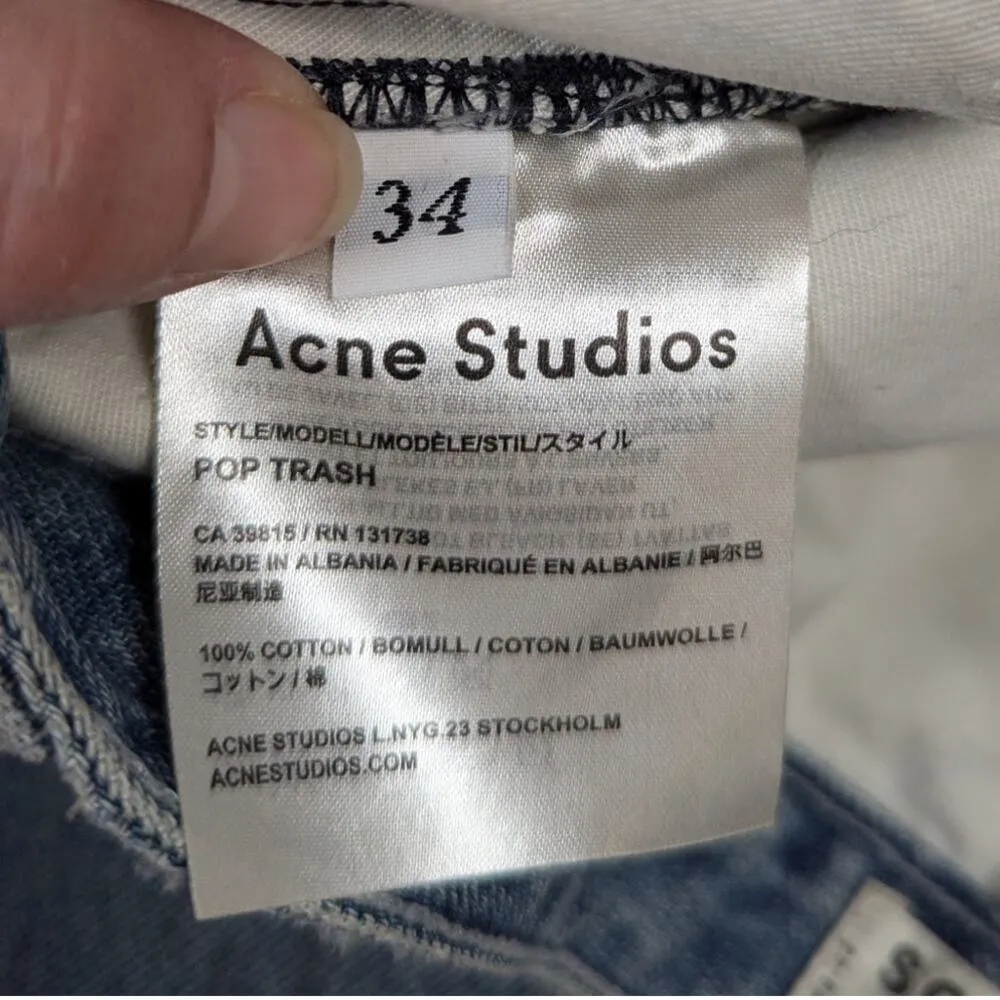 34
Acne Studios
STYLE/MODELL/MODÈLE/STIL/スタイル
POP TRASH
CA 39815 / RN 131738
MADE IN ALBANIA / FABRIQUÉ EN ALBANIE / 阿尔巴
尼亚制造
100% COTTON / BOMULL / COTON / BAUMWOLLE /
コットン / 棉
ACNE STUDIOS L.NYG.23 STOCKHOLM
ACNESTUDIOS.COM